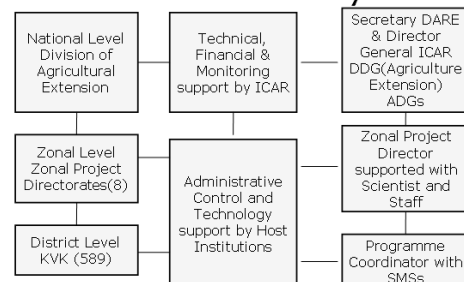 National Level
Division of
Agricultural
Extension
Technical,
Financial &
Monitoring
support by ICAR
Secretary DARE
& Director
General ICAR
DDG(Agriculture
Extension)
ADGs
Zonal Level
Zonal Project
Directorates(8)
Administrative
Control and
Technology
support by Host
Institutions
Zonal Project
Director
supported with
Scientist and
Staff
District Level
KVK (589)
Programme
Coordinator with
SMSs